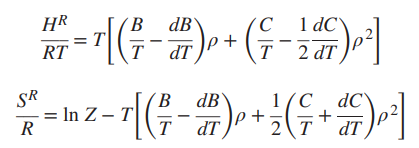 H^R/RT = T[(B/T − dB/dT)ρ + (C/T − 1/2 dC/dT)ρ²]
S^R/R = ln Z − T[(B/T − dB/dT)ρ + 1/2(C/T + dC/dT)ρ²]